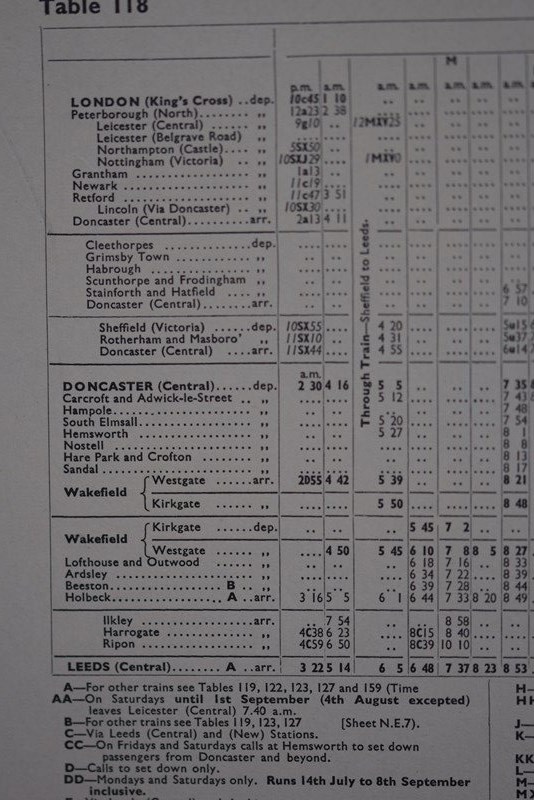 Table 118
M
p.m. a.m. a.m. a.m. a.m. a.m. a.m.
LONDON (King's Cross) ..dep. 10c45 1 10
Peterborough (North)........ ,, 12a23 2 38
Leicester (Central) ...... ,, 9g10 .. 12MX25
Leicester (Belgrave Road) ,,
Northampton (Castle).... ,, 5SX50
Nottingham (Victoria) .. ,, 10SXJ29
Grantham .................. ,, 1a13
Newark .................... ,, 11c19
Retford .................... ,, 11c47 3 51
Lincoln (Via Doncaster) .. ,, 10SX30
Doncaster (Central)..........arr. 2a13 4 11
Cleethorpes ............dep.
Grimsby Town ............ ,,
Habrough ................ ,,
Scunthorpe and Frodingham ,,
Stainforth and Hatfield .... ,, 6 57
Doncaster (Central)........arr. 7 10
Through Train—Sheffield to Leeds.
Sheffield (Victoria) ......dep. 10SX55 .... 4 20
Rotherham and Masboro' ,, 11SX10 .. 4 31
Doncaster (Central) ....arr. 11SX44 .... 4 55
a.m.
DONCASTER (Central)......dep. 2 30 4 16 5 5 7 35
Carcroft and Adwick-le-Street .. ,, 5 12 7 43
Hampole...................... ,, 7 48
South Elmsall................ ,, 5 20 7 54
Hemsworth .................. ,, 5 27 8 1
Nostell ...................... ,, 8 8
Hare Park and Crofton ........ ,, 8 13
Sandal ........................ ,, 8 17
Wakefield { Westgate ......arr. 2D55 4 42 5 39 8 21
Kirkgate ...... ,, 5 50 8 48
Wakefield { Kirkgate ......dep. 5 45 7 2
Westgate ...... ,, .... 4 50 5 45 6 10 7 8 8 5 8 27
Lofthouse and Outwood ...... ,, 6 18 7 16 .. 8 33
Ardsley ...................... ,, 6 34 7 22 .... 8 39
Beeston.................. B .. ,, 6 39 7 28 .. 8 44
Holbeck.................. A ..arr. 3 16 5 5 6 1 6 44 7 33 8 20 8 49
Ilkley ....................arr. .. 7 54 8 58
Harrogate ................ ,, 4C38 6 23 8C15 8 40
Ripon .................... ,, 4C59 6 50 8C39 10 10
LEEDS (Central)........ A ..arr. 3 22 5 14 6 5 6 48 7 37 8 23 8 53
A—For other trains see Tables 119, 122, 123, 127 and 159 (Time
AA—On Saturdays until 1st September (4th August excepted)
leaves Leicester (Central) 7.40 a.m.
B—For other trains see Tables 119, 123, 127 [Sheet N.E.7).
C—Via Leeds (Central) and (New) Stations.
CC—On Fridays and Saturdays calls at Hemsworth to set down
passengers from Doncaster and beyond.
D—Calls to set down only.
DD—Mondays and Saturdays only. Runs 14th July to 8th September
inclusive.
H—
J—
K—
KK
L—
M—